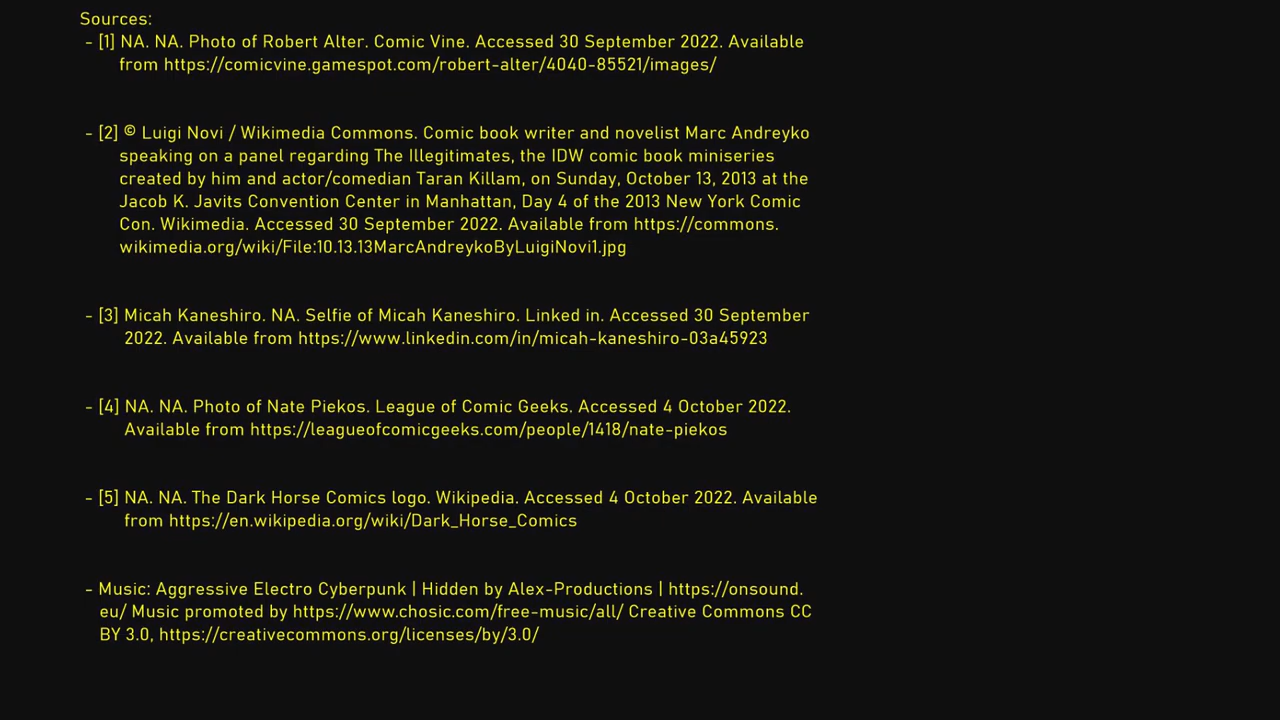 Sources:
- [1] NA. NA. Photo of Robert Alter. Comic Vine. Accessed 30 September 2022. Available
from https://comicvine.gamespot.com/robert-alter/4040-85521/images/
- [2] © Luigi Novi / Wikimedia Commons. Comic book writer and novelist Marc Andreyko
speaking on a panel regarding The Illegitimates, the IDW comic book miniseries
created by him and actor/comedian Taran Killam, on Sunday, October 13, 2013 at the
Jacob K. Javits Convention Center in Manhattan, Day 4 of the 2013 New York Comic
Con. Wikimedia. Accessed 30 September 2022. Available from https://commons.
wikimedia.org/wiki/File:10.13.13MarcAndreykoByLuigiNovi1.jpg
- [3] Micah Kaneshiro. NA. Selfie of Micah Kaneshiro. Linked in. Accessed 30 September
2022. Available from https://www.linkedin.com/in/micah-kaneshiro-03a45923
- [4] NA. NA. Photo of Nate Piekos. League of Comic Geeks. Accessed 4 October 2022.
Available from https://leagueofcomicgeeks.com/people/1418/nate-piekos
- [5] NA. NA. The Dark Horse Comics logo. Wikipedia. Accessed 4 October 2022. Available
from https://en.wikipedia.org/wiki/Dark_Horse_Comics
- Music: Aggressive Electro Cyberpunk | Hidden by Alex-Productions | https://onsound.
eu/ Music promoted by https://www.chosic.com/free-music/all/ Creative Commons CC
BY 3.0, https://creativecommons.org/licenses/by/3.0/